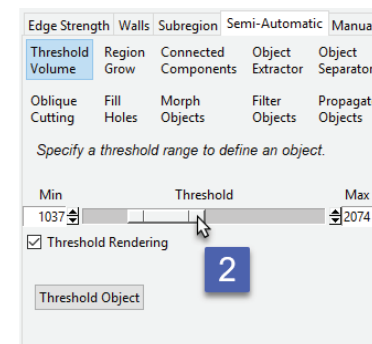 Edge Strength Walls Subregion Semi-Automatic Manua
Threshold Volume Region Grow Connected Components Object Extractor Object Separator
Oblique Cutting Fill Holes Morph Objects Filter Objects Propagat Objects
Specify a threshold range to define an object.
Min Threshold Max
1037 2074
Threshold Rendering
2
Threshold Object